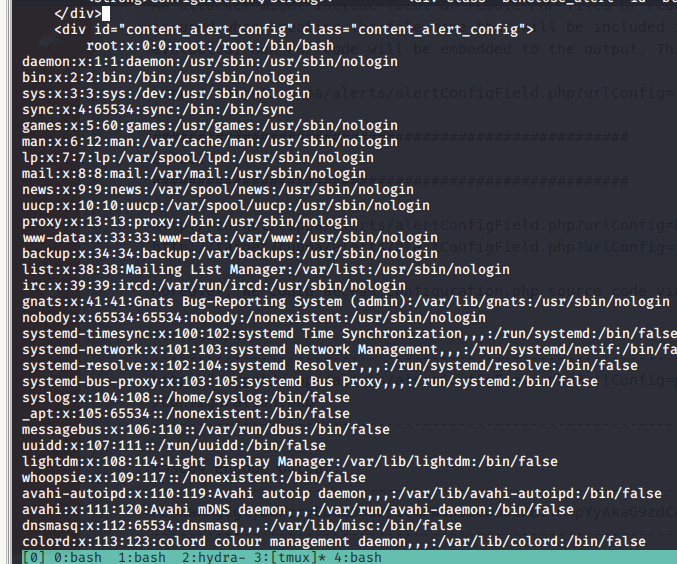 </div>
<div id="content_alert_config" class="content_alert_config">
root:x:0:0:root:/root:/bin/bash
daemon:x:1:1:daemon:/usr/sbin:/usr/sbin/nologin
bin:x:2:2:bin:/bin:/usr/sbin/nologin
sys:x:3:3:sys:/dev:/usr/sbin/nologin
sync:x:4:65534:sync:/bin:/bin/sync
games:x:5:60:games:/usr/games:/usr/sbin/nologin
man:x:6:12:man:/var/cache/man:/usr/sbin/nologin
lp:x:7:7:lp:/var/spool/lpd:/usr/sbin/nologin
mail:x:8:8:mail:/var/mail:/usr/sbin/nologin
news:x:9:9:news:/var/spool/news:/usr/sbin/nologin
uucp:x:10:10:uucp:/var/spool/uucp:/usr/sbin/nologin
proxy:x:13:13:proxy:/bin:/usr/sbin/nologin
www-data:x:33:33:www-data:/var/www:/usr/sbin/nologin
backup:x:34:34:backup:/var/backups:/usr/sbin/nologin
list:x:38:38:Mailing List Manager:/var/list:/usr/sbin/nologin
irc:x:39:39:ircd:/var/run/ircd:/usr/sbin/nologin
gnats:x:41:41:Gnats Bug-Reporting System (admin):/var/lib/gnats:/usr/sbin/nologin
nobody:x:65534:65534:nobody:/nonexistent:/usr/sbin/nologin
systemd-timesync:x:100:102:systemd Time Synchronization,,,:/run/systemd:/bin/false
systemd-network:x:101:103:systemd Network Management,,,:/run/systemd/netif:/bin/fa
systemd-resolve:x:102:104:systemd Resolver,,,:/run/systemd/resolve:/bin/false
systemd-bus-proxy:x:103:105:systemd Bus Proxy,,,:/run/systemd:/bin/false
syslog:x:104:108::/home/syslog:/bin/false
_apt:x:105:65534::/nonexistent:/bin/false
messagebus:x:106:110::/var/run/dbus:/bin/false
uuidd:x:107:111::/run/uuidd:/bin/false
lightdm:x:108:114:Light Display Manager:/var/lib/lightdm:/bin/false
whoopsie:x:109:117::/nonexistent:/bin/false
avahi-autoipd:x:110:119:Avahi autoip daemon,,,:/var/lib/avahi-autoipd:/bin/false
avahi:x:111:120:Avahi mDNS daemon,,,:/var/run/avahi-daemon:/bin/false
dnsmasq:x:112:65534:dnsmasq,,,:/var/lib/misc:/bin/false
colord:x:113:123:colord colour management daemon,,,:/var/lib/colord:/bin/false
[0] 0:bash 1:bash 2:hydra- 3:[tmux]* 4:bash